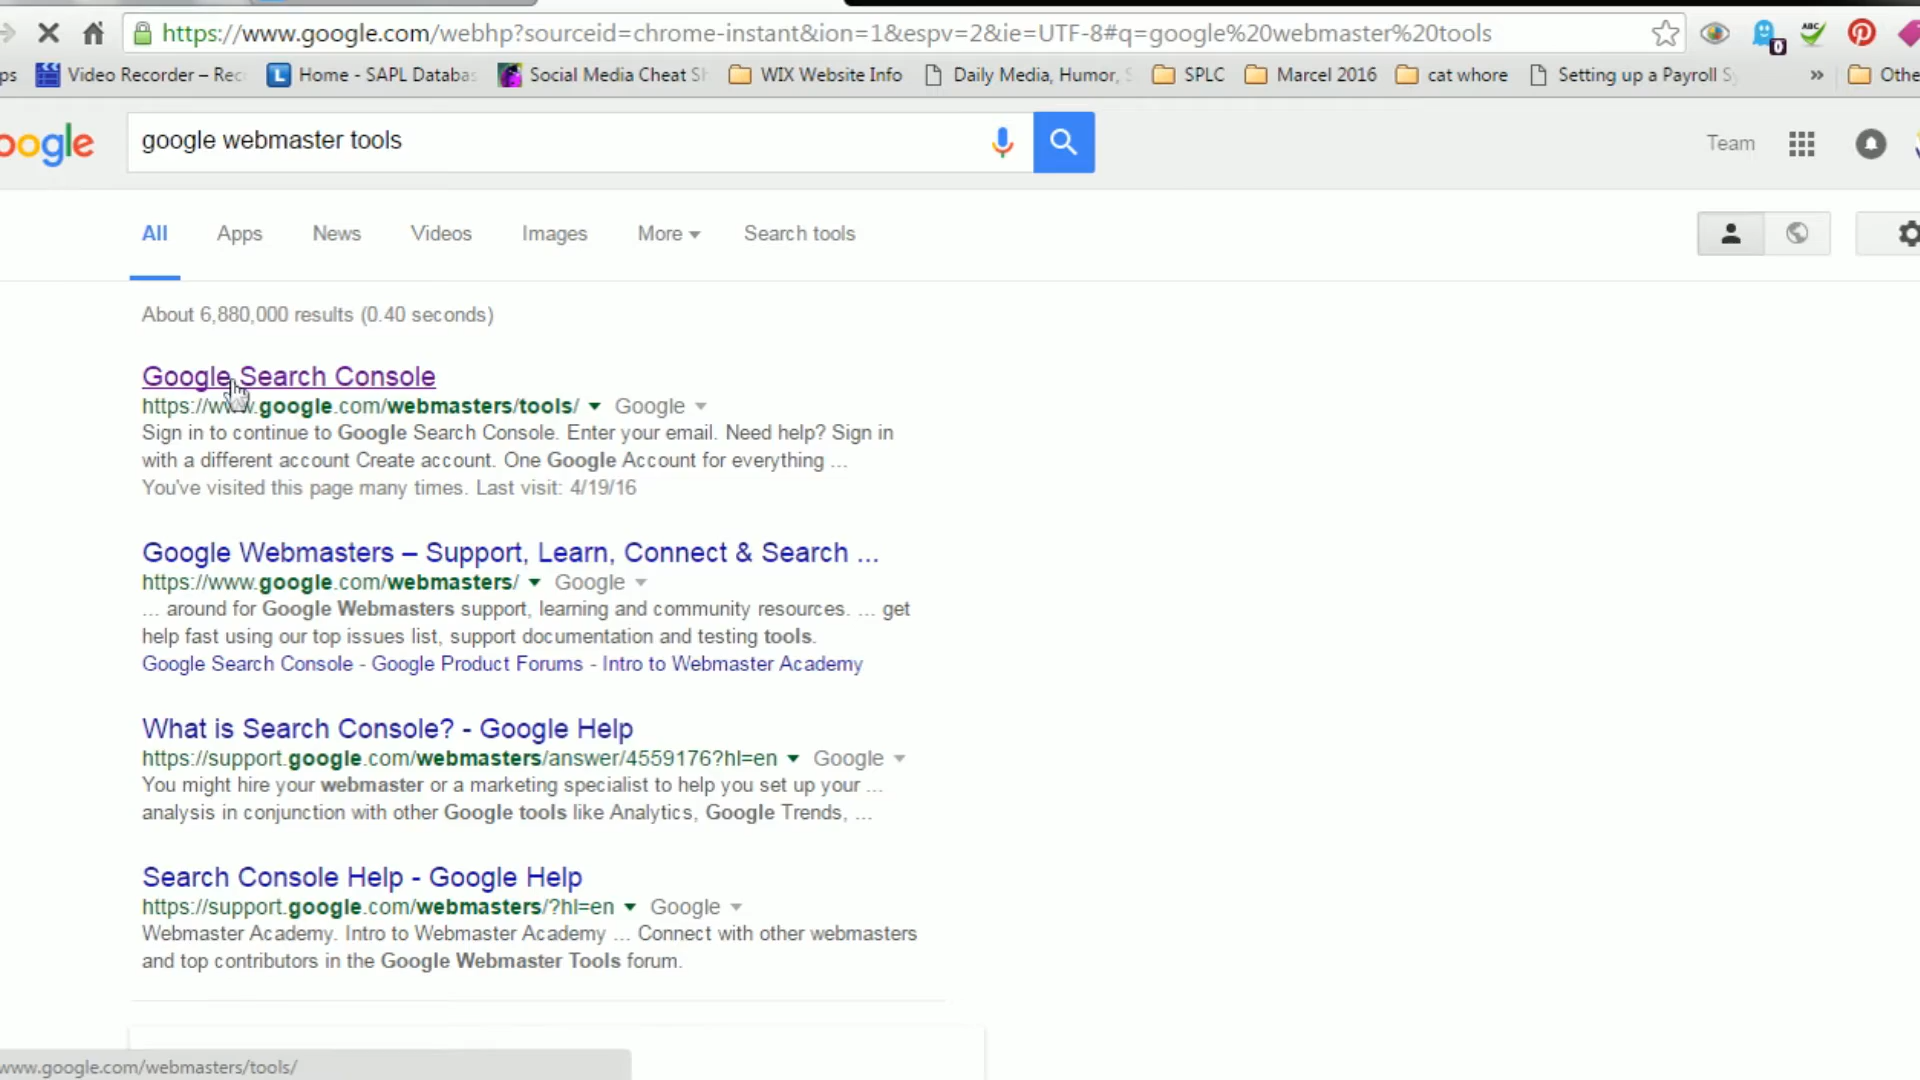 https://www.google.com/webhp?sourceid=chrome-instant&ion=1&espv=2&ie=UTF-8#q=google%20webmaster%20tools
ABC
0
ps Video Recorder – Rec Home - SAPL Databas Social Media Cheat Sh WIX Website Info Daily Media, Humor, S SPLC Marcel 2016 cat whore Setting up a Payroll S » Othe
oogle google webmaster tools Team
All Apps News Videos Images More Search tools
About 6,880,000 results (0.40 seconds)
Google Search Console
https://www.google.com/webmasters/tools/ Google
Sign in to continue to Google Search Console. Enter your email. Need help? Sign in
with a different account Create account. One Google Account for everything ...
You've visited this page many times. Last visit: 4/19/16
Google Webmasters – Support, Learn, Connect & Search ...
https://www.google.com/webmasters/ Google
... around for Google Webmasters support, learning and community resources. ... get
help fast using our top issues list, support documentation and testing tools.
Google Search Console - Google Product Forums - Intro to Webmaster Academy
What is Search Console? - Google Help
https://support.google.com/webmasters/answer/4559176?hl=en Google
You might hire your webmaster or a marketing specialist to help you set up your ...
analysis in conjunction with other Google tools like Analytics, Google Trends, ...
Search Console Help - Google Help
https://support.google.com/webmasters/?hl=en Google
Webmaster Academy. Intro to Webmaster Academy ... Connect with other webmasters
and top contributors in the Google Webmaster Tools forum.
www.google.com/webmasters/tools/